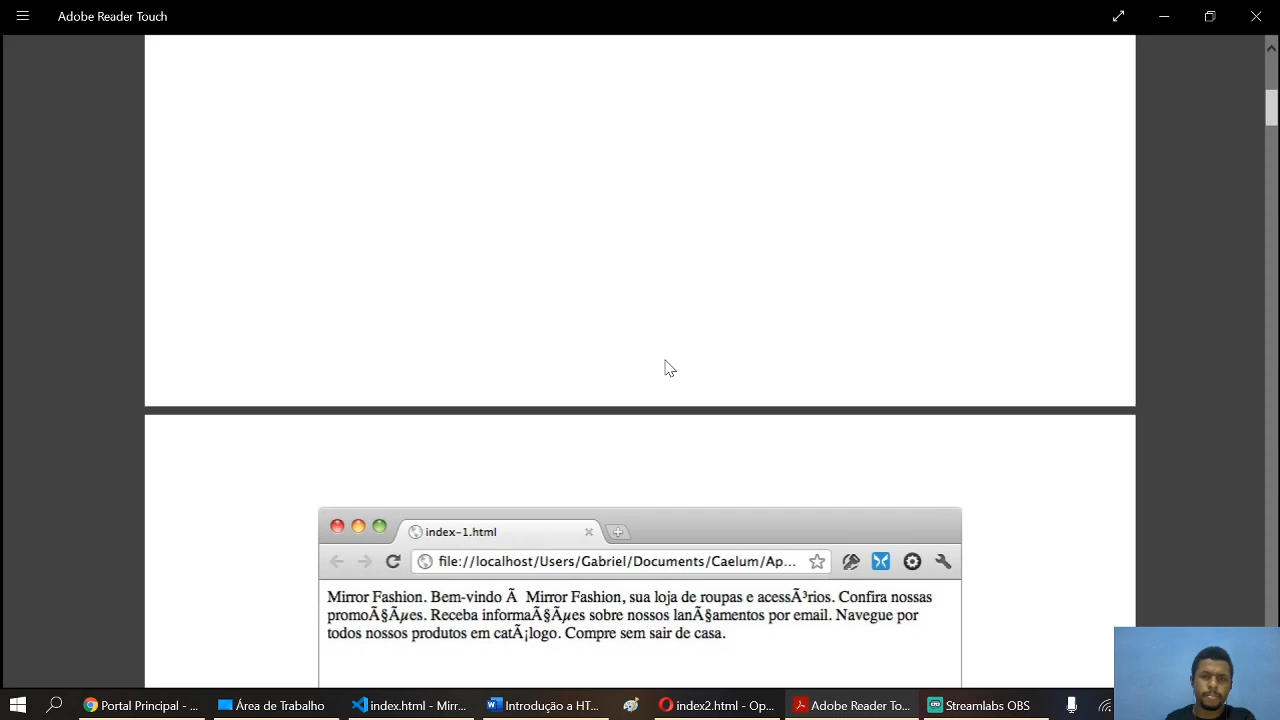 Adobe Reader Touch
index-1.html
file://localhost/Users/Gabriel/Documents/Caelum/Ap...
Mirror Fashion. Bem-vindo Ã  Mirror Fashion, sua loja de roupas e acessÃ³rios. Confira nossas
promoÃ§Ãµes. Receba informaÃ§Ãµes sobre nossos lanÃ§amentos por email. Navegue por
todos nossos produtos em catÃ¡logo. Compre sem sair de casa.
Portal Principal - ...
Área de Trabalho
index.html - Mirr...
Introdução a HT...
index2.html - Op...
Adobe Reader To...
Streamlabs OBS